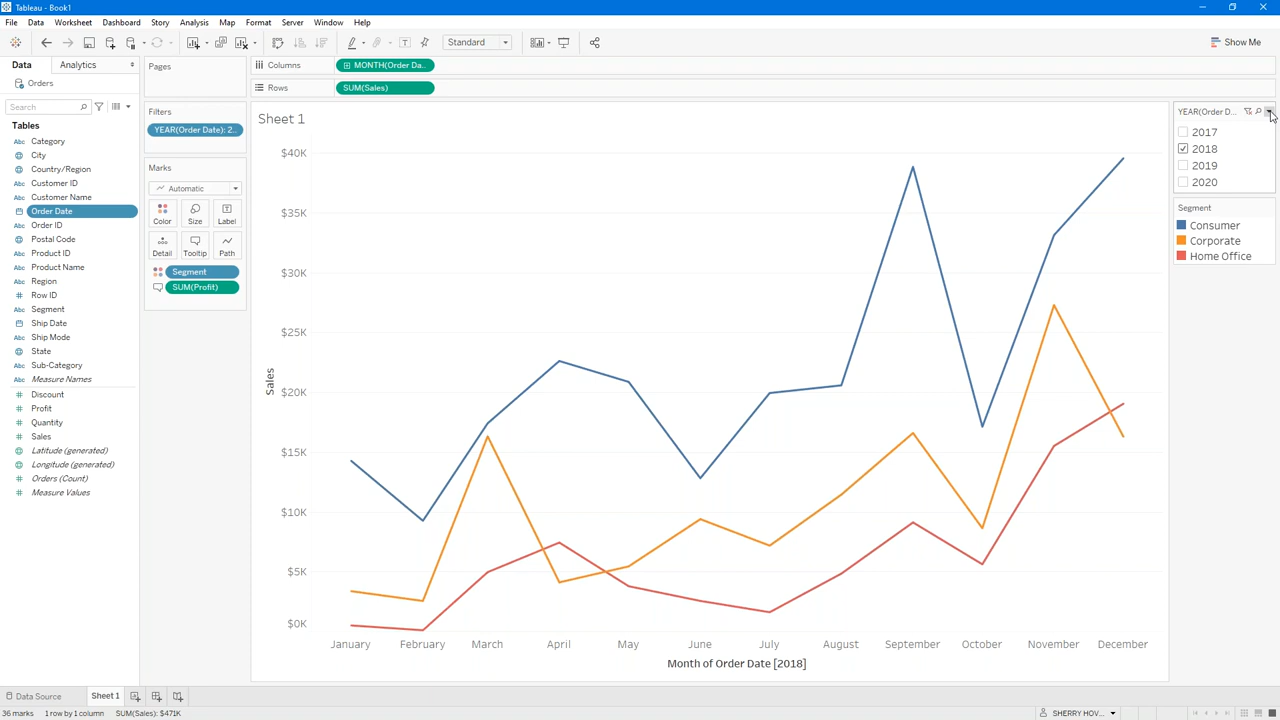 Tableau - Book1
File Data Worksheet Dashboard Story Analysis Map Format Server Window Help
Standard
Show Me
Data Analytics
Orders
Search
Tables
Category
City
Country/Region
Customer ID
Customer Name
Order Date
Order ID
Postal Code
Product ID
Product Name
Region
Row ID
Segment
Ship Date
Ship Mode
State
Sub-Category
Measure Names
Discount
Profit
Quantity
Sales
Latitude (generated)
Longitude (generated)
Orders (Count)
Measure Values
Pages
Filters
YEAR(Order Date): 2..
Marks
Automatic
Color Size Label
Detail Tooltip Path
Segment
SUM(Profit)
Columns MONTH(Order Da..
Rows SUM(Sales)
Sheet 1
Sales
$40K
$35K
$30K
$25K
$20K
$15K
$10K
$5K
$0K
January February March April May June July August September October November December
Month of Order Date [2018]
YEAR(Order D...
2017
2018
2019
2020
Segment
Consumer
Corporate
Home Office
Data Source Sheet 1
36 marks 1 row by 1 column SUM(Sales): $471K SHERRY HOV...